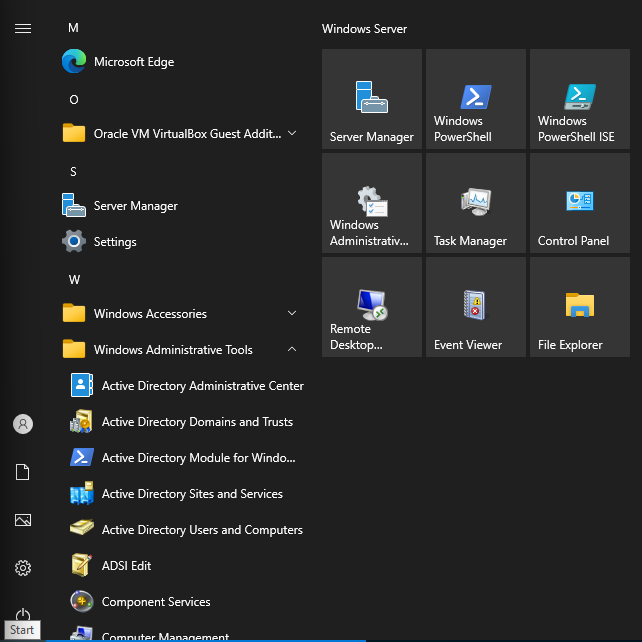 M
Microsoft Edge
O
Oracle VM VirtualBox Guest Addit...
S
Server Manager
Settings
W
Windows Accessories
Windows Administrative Tools
Active Directory Administrative Center
Active Directory Domains and Trusts
Active Directory Module for Windo...
Active Directory Sites and Services
Active Directory Users and Computers
ADSI Edit
Component Services
Computer Management
Start
Windows Server
Server Manager
Windows
PowerShell
Windows
PowerShell ISE
Windows
Administrativ...
Task Manager
Control Panel
Remote
Desktop...
Event Viewer
File Explorer